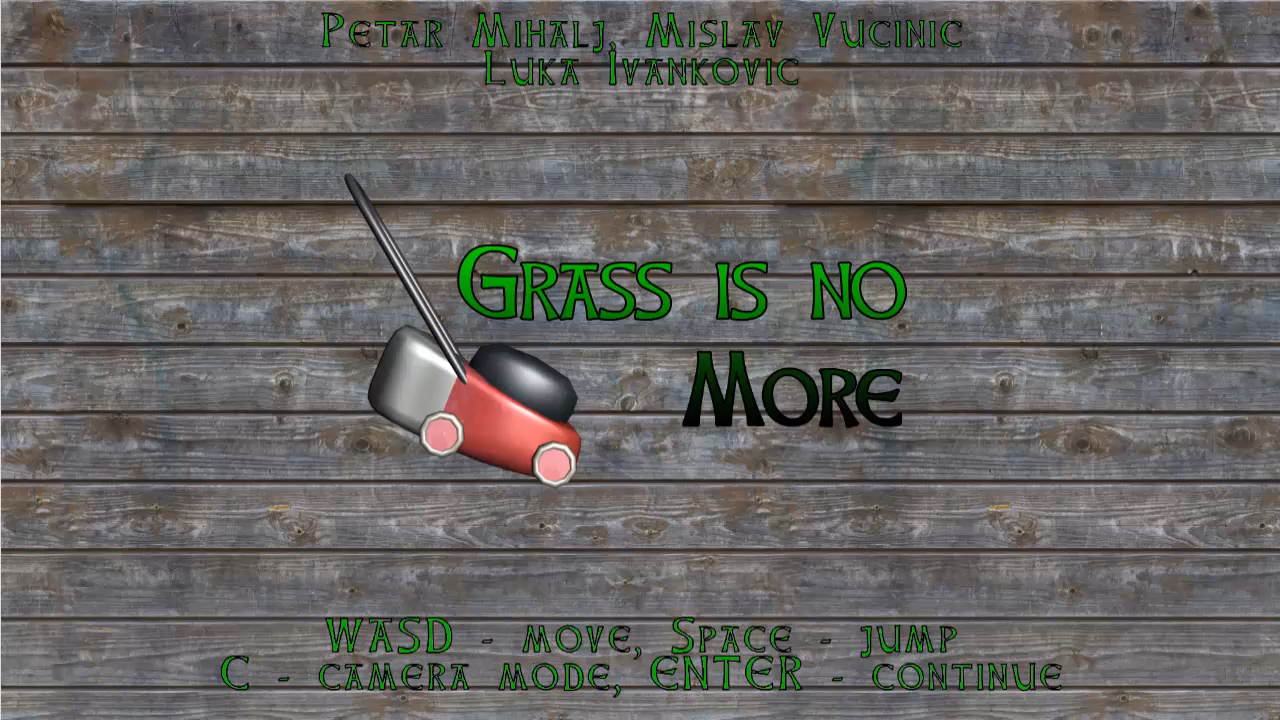 Petar Mihalj, Mislav Vucinic
Luka Ivankovic
Grass is no
More
WASD - move, Space - jump
C - camera mode, ENTER - continue